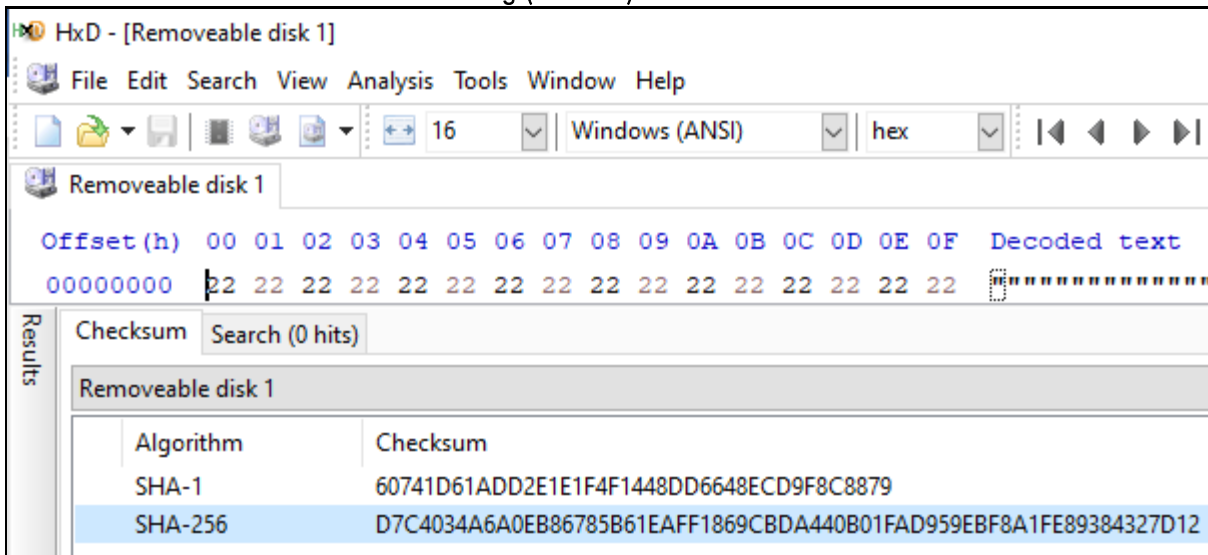 HxD - [Removeable disk 1]
File Edit Search View Analysis Tools Window Help
16 Windows (ANSI) hex
Removeable disk 1
Offset(h) 00 01 02 03 04 05 06 07 08 09 0A 0B 0C 0D 0E 0F Decoded text
00000000 22 22 22 22 22 22 22 22 22 22 22 22 22 22 22 22 """"""""""""""
Results
Checksum Search (0 hits)
Removeable disk 1
Algorithm Checksum
SHA-1 60741D61ADD2E1E1F4F1448DD6648ECD9F8C8879
SHA-256 D7C4034A6A0EB86785B61EAFF1869CBDA440B01FAD959EBF8A1FE89384327D12